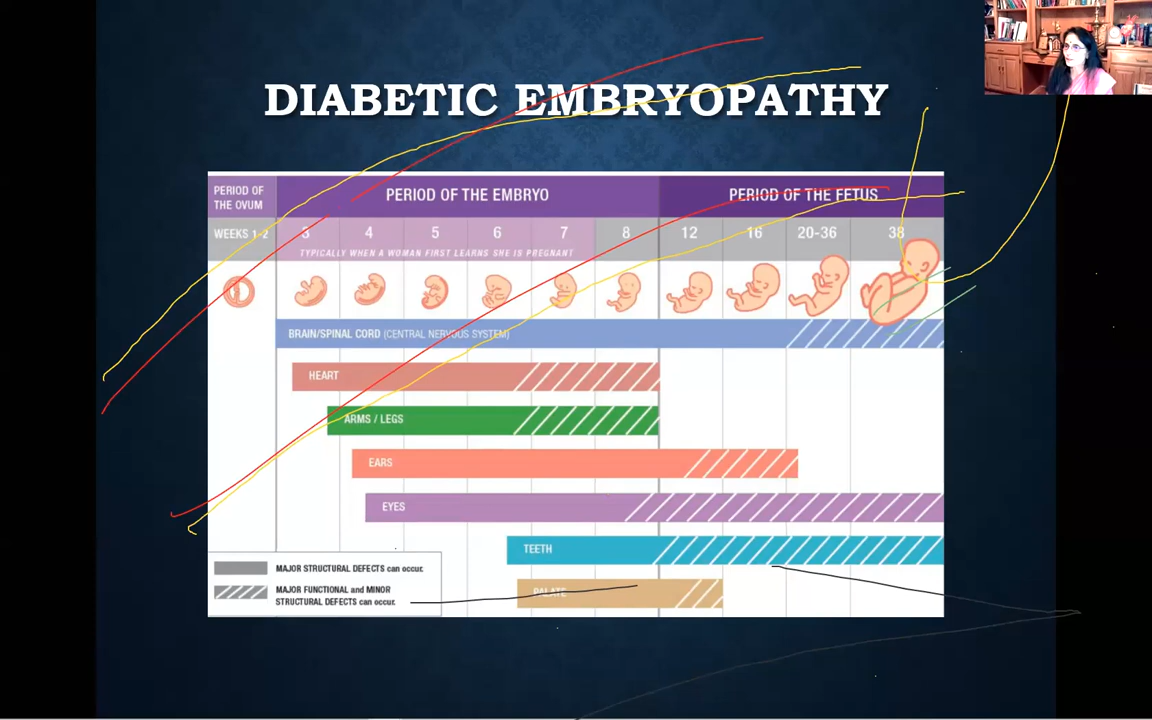 DIABETIC EMBRYOPATHY
PERIOD OF
THE OVUM
PERIOD OF THE EMBRYO
PERIOD OF THE FETUS
WEEKS 1-2
3
4
5
6
7
8
12
16
20-36
38
TYPICALLY WHEN A WOMAN FIRST LEARNS SHE IS PREGNANT
BRAIN/SPINAL CORD (CENTRAL NERVOUS SYSTEM)
HEART
ARMS / LEGS
EARS
EYES
TEETH
PALATE
MAJOR STRUCTURAL DEFECTS can occur.
MAJOR FUNCTIONAL and MINOR
STRUCTURAL DEFECTS can occur.